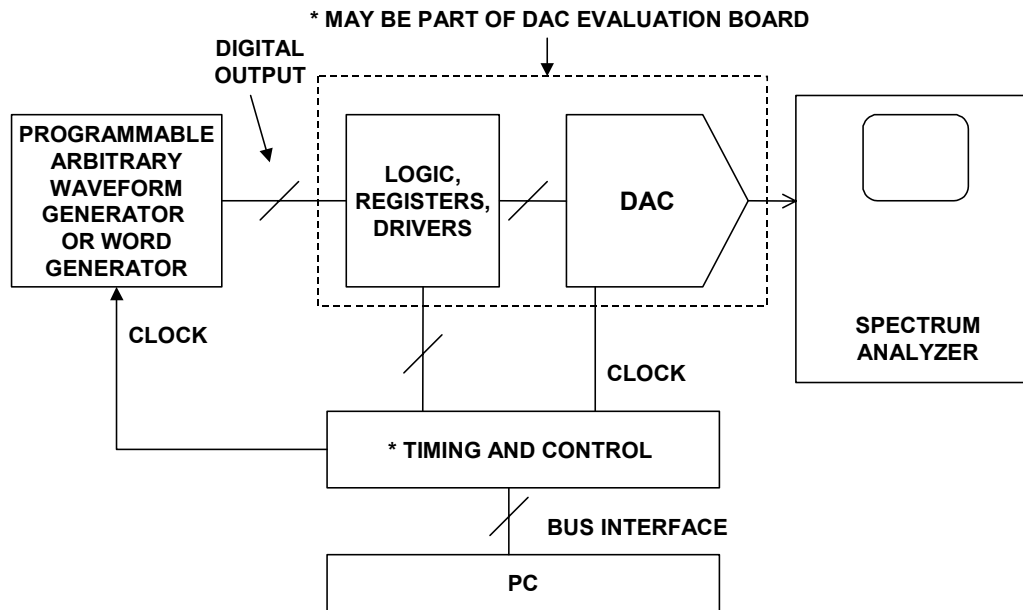 * MAY BE PART OF DAC EVALUATION BOARD
DIGITAL
OUTPUT
PROGRAMMABLE
ARBITRARY
WAVEFORM
GENERATOR
OR WORD
GENERATOR
LOGIC,
REGISTERS,
DRIVERS
DAC
SPECTRUM
ANALYZER
CLOCK
CLOCK
* TIMING AND CONTROL
BUS INTERFACE
PC